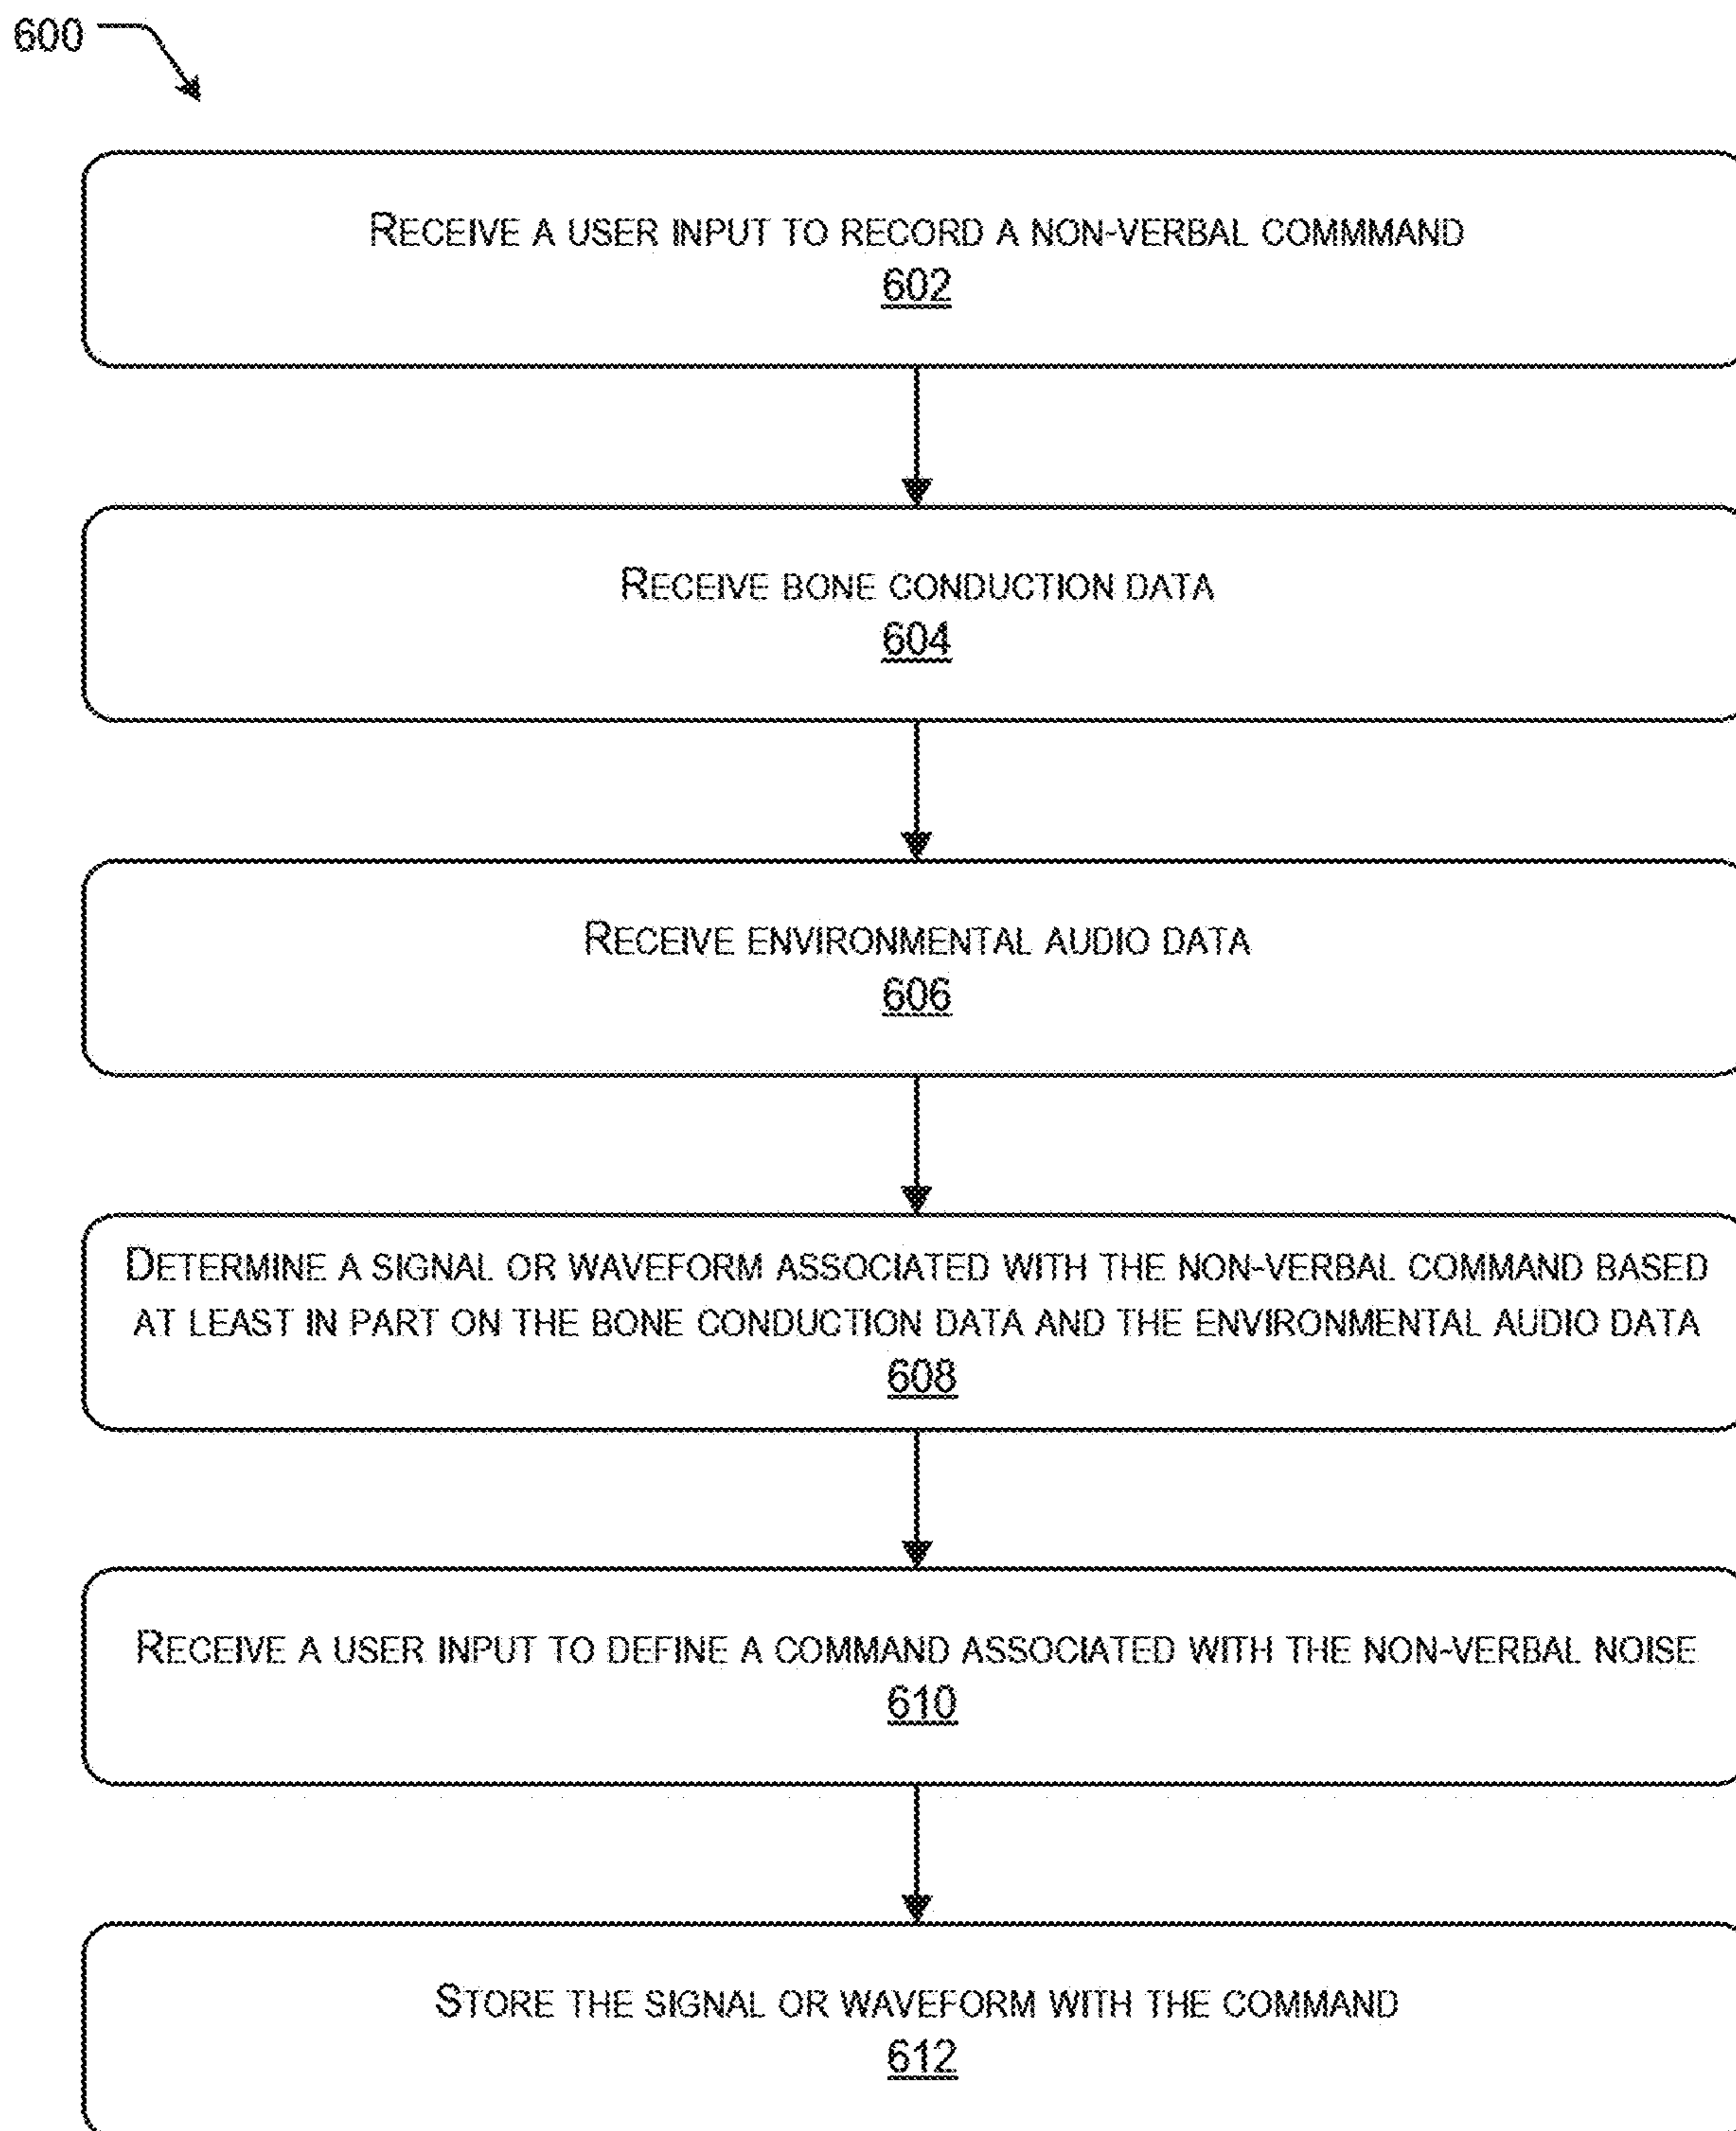 600
RECEIVE A USER INPUT TO RECORD A NON-VERBAL COMMMAND
602
RECEIVE BONE CONDUCTION DATA
604
RECEIVE ENVIRONMENTAL AUDIO DATA
606
DETERMINE A SIGNAL OR WAVEFORM ASSOCIATED WITH THE NON-VERBAL COMMAND BASED
AT LEAST IN PART ON THE BONE CONDUCTION DATA AND THE ENVIRONMENTAL AUDIO DATA
608
RECEIVE A USER INPUT TO DEFINE A COMMAND ASSOCIATED WITH THE NON-VERBAL NOISE
610
STORE THE SIGNAL OR WAVEFORM WITH THE COMMAND
612